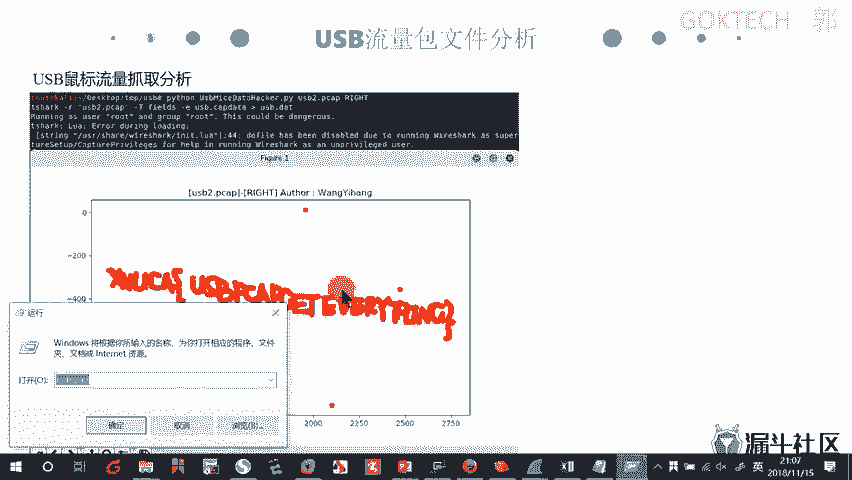 GOKTECH 郭
USB流量包文件分析
USB鼠标流量抓取分析
/Desktop/tmp/usb# python UsbMiceDataHacker.py usb2.pcap RIGHT
tshark -r "usb2.pcap" -T fields -e usb.capdata > usb.dat
Running as user "root" and group "root". This could be dangerous.
tshark: Lua: Error during loading:
[string "/usr/share/wireshark/init.lua"]:44: dofile has been disabled due to running Wireshark as super
tureSetup/CapturePrivileges for help in running Wireshark as an unprivileged user.
Figure 1
[usb2.pcap]-[RIGHT] Author : WangYihang
0
−200
−400
XNUCA{ USBPCAP ET EVERYTHING}
2000 2250 2500 2750
运行
Windows 将根据你所输入的名称，为你打开相应的程序、文件
夹、文档或 Internet 资源。
打开(O):
确定 取消 浏览(B)...
漏斗社区
英
21:07
2018/11/15